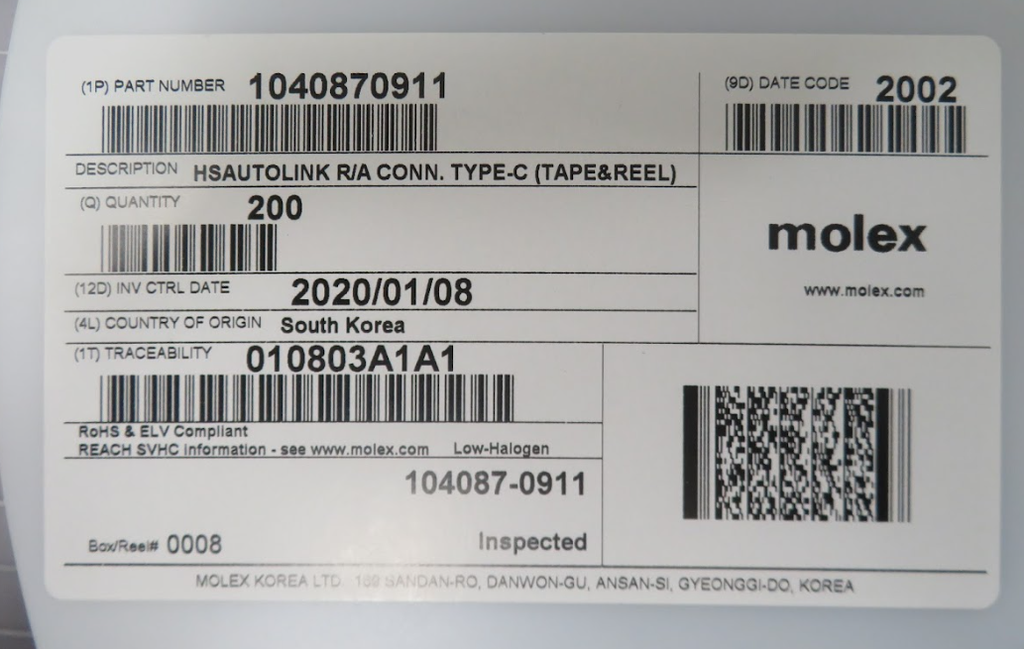 (1P) PART NUMBER 1040870911
(9D) DATE CODE 2002
DESCRIPTION HSAUTOLINK R/A CONN. TYPE-C (TAPE&REEL)
(Q) QUANTITY 200
molex
www.molex.com
(12D) INV CTRL DATE 2020/01/08
(4L) COUNTRY OF ORIGIN South Korea
(1T) TRACEABILITY 010803A1A1
RoHS & ELV Compliant
REACH SVHC information - see www.molex.com Low-Halogen
104087-0911
Box/Reel# 0008 Inspected
MOLEX KOREA LTD. 169 SANDAN-RO, DANWON-GU, ANSAN-SI, GYEONGGI-DO, KOREA